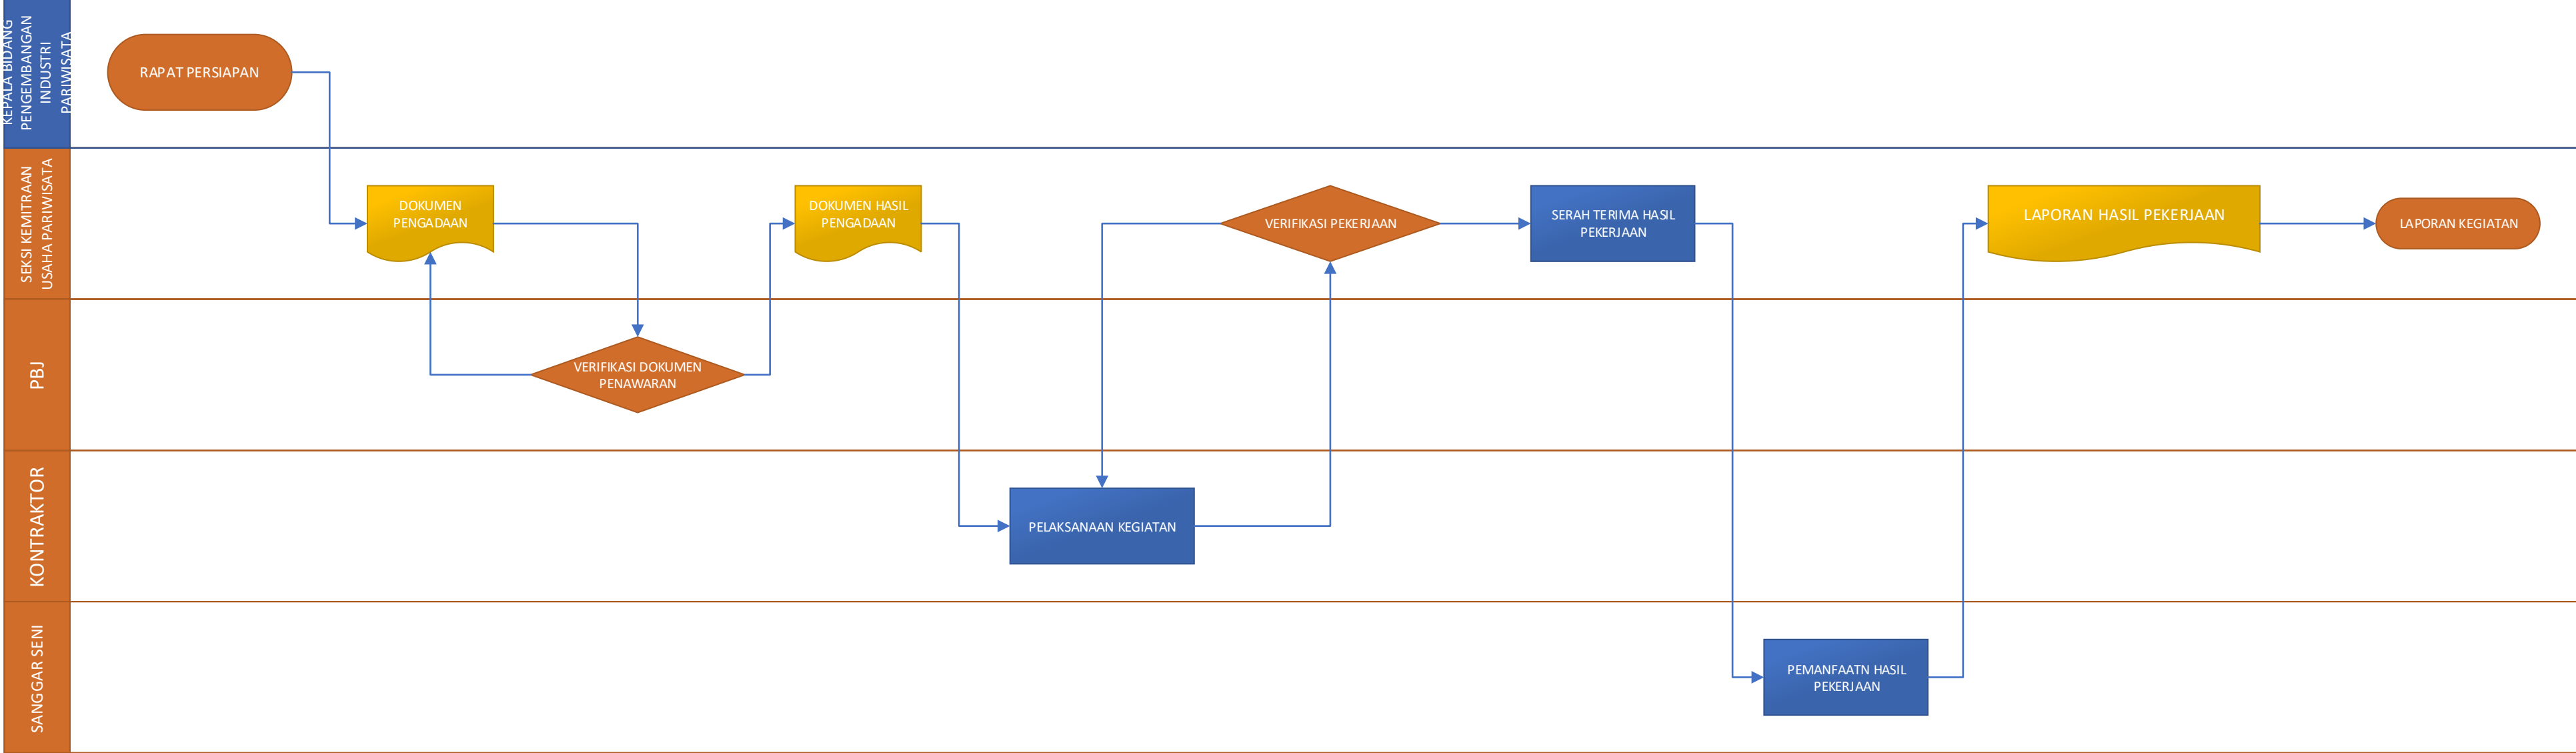 KEPALA BIDANG
PENGEMBANGAN
INDUSTRI
PARIWISATA
RAPAT PERSIAPAN
SEKSI KEMITRAAN
USAHA PARIWISATA
DOKUMEN
PENGADAAN
DOKUMEN HASIL
PENGADAAN
VERIFIKASI PEKERJAAN
SERAH TERIMA HASIL
PEKERJAAN
LAPORAN HASIL PEKERJAAN
LAPORAN KEGIATAN
PBJ
VERIFIKASI DOKUMEN
PENAWARAN
KONTRAKTOR
PELAKSANAAN KEGIATAN
SANGGAR SENI
PEMANFAATN HASIL
PEKERJAAN